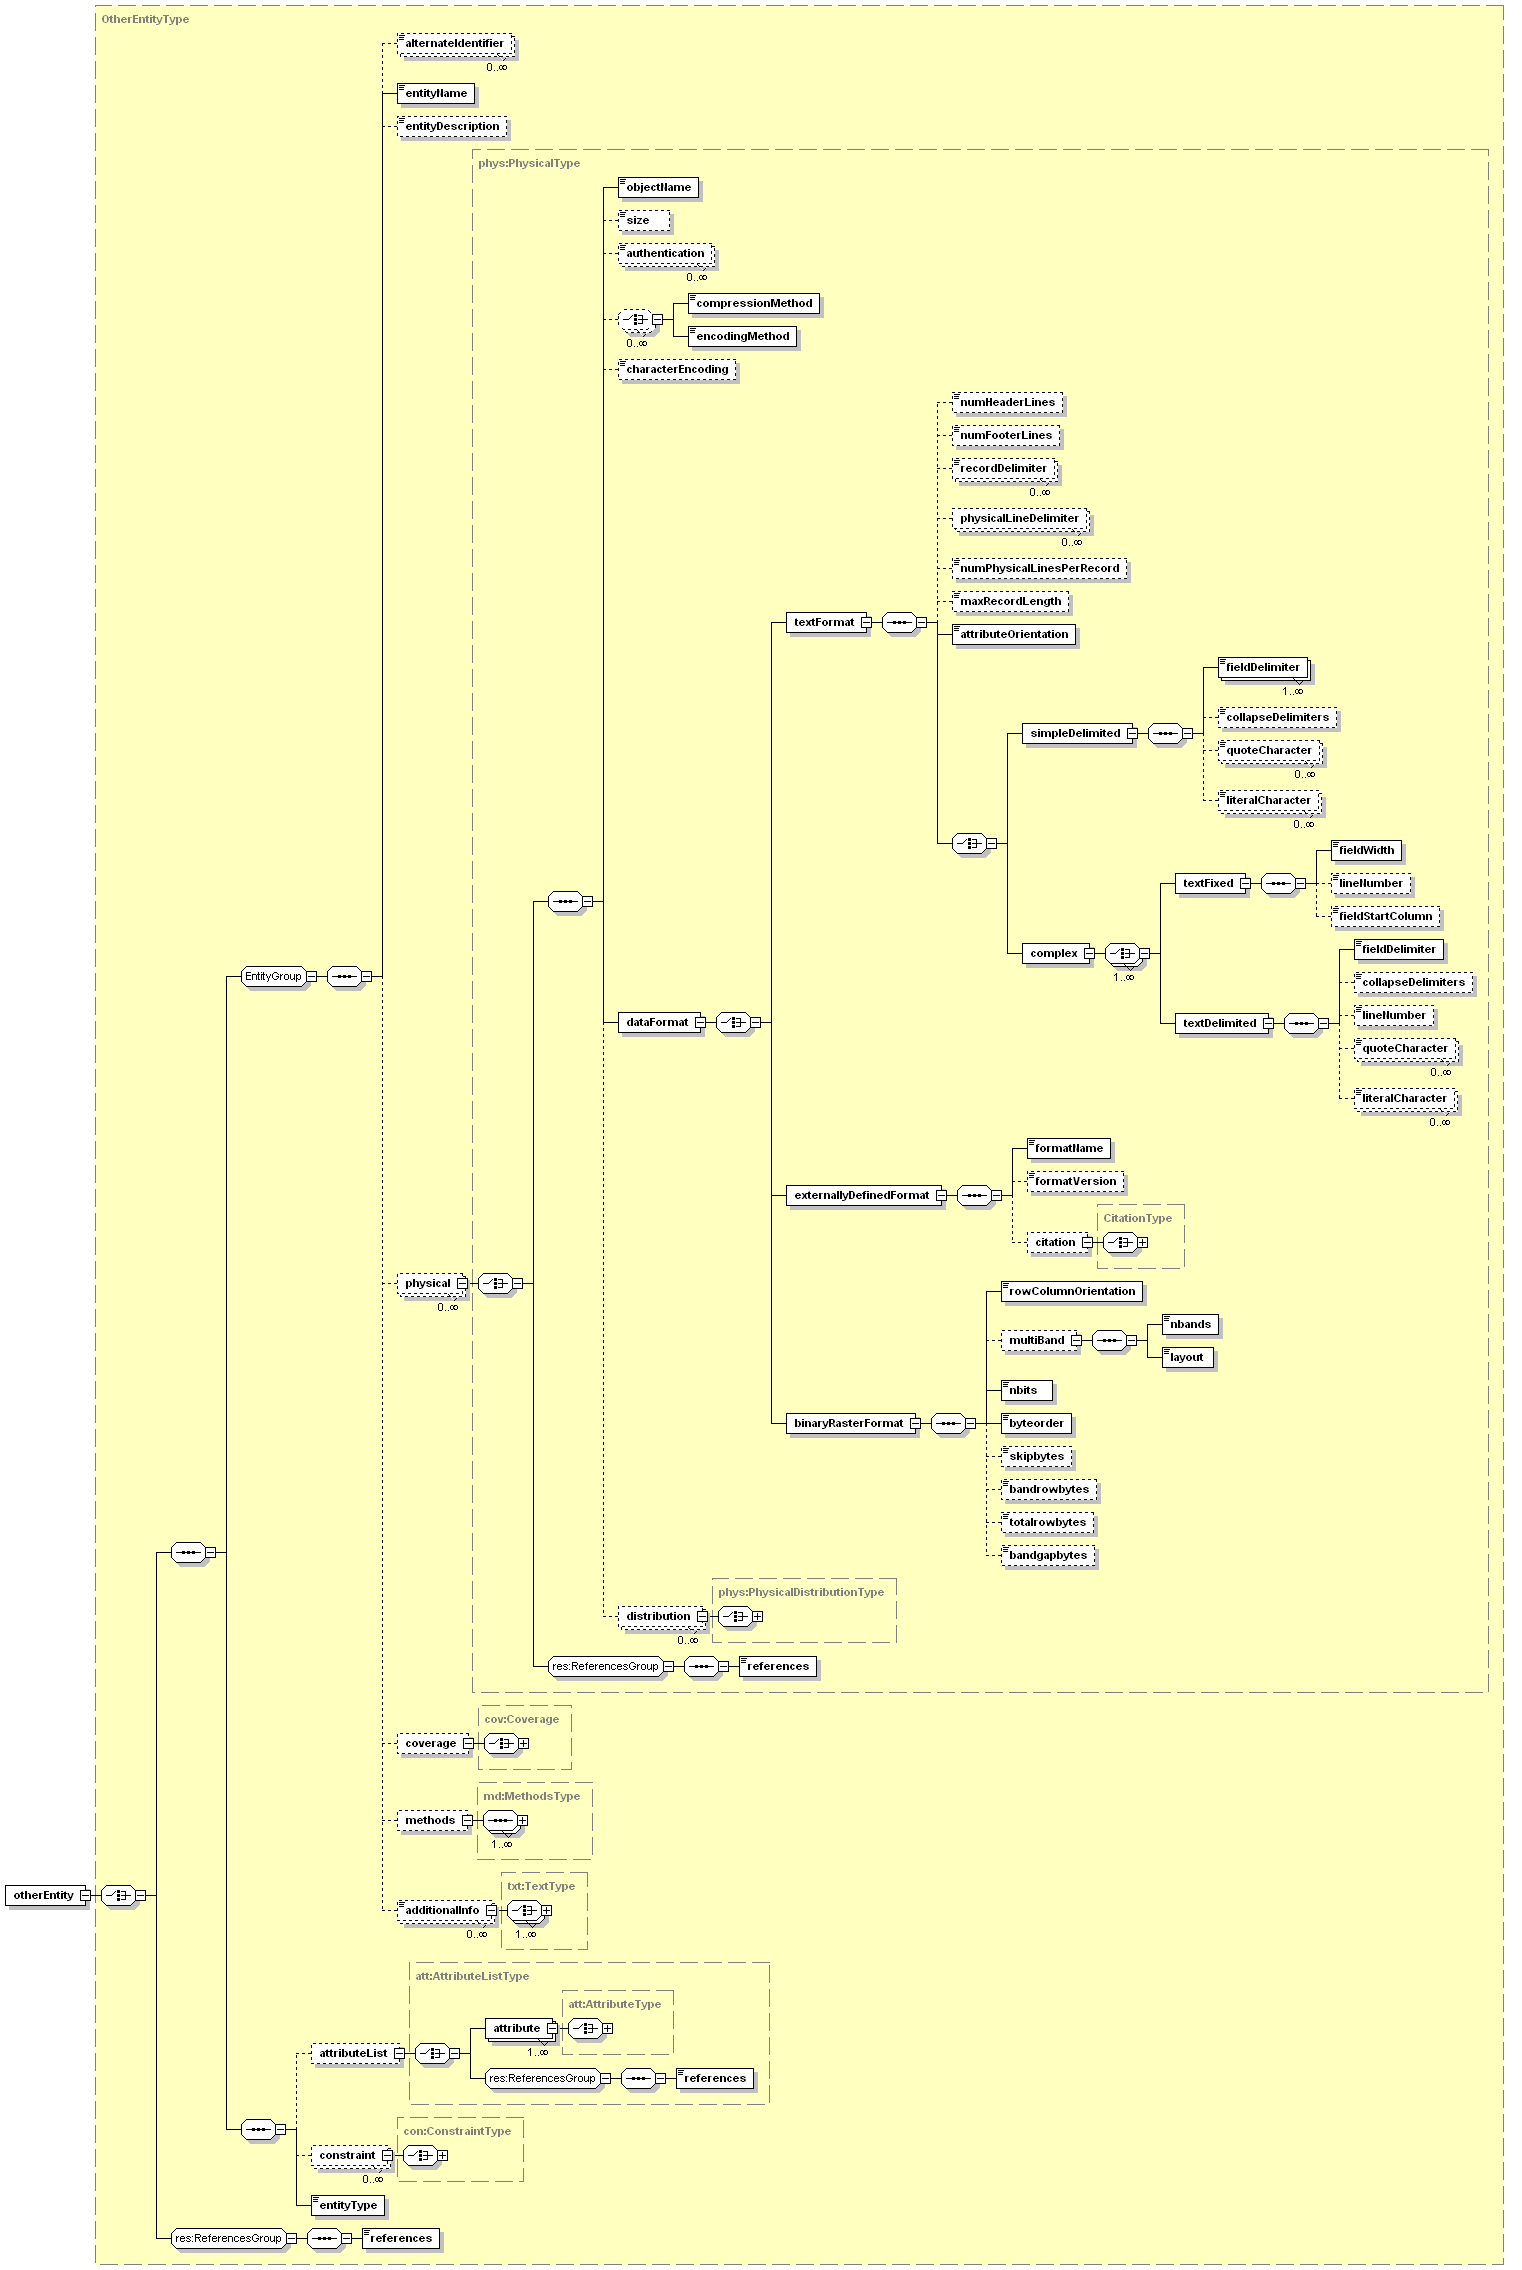 OtherEntityType
alternateIdentifier
0..∞
entityName
entityDescription
phys:PhysicalType
objectName
size
authentication
0..∞
compressionMethod
encodingMethod
0..∞
characterEncoding
numHeaderLines
numFooterLines
recordDelimiter
0..∞
physicalLineDelimiter
0..∞
numPhysicalLinesPerRecord
maxRecordLength
textFormat
attributeOrientation
fieldDelimiter
1..∞
collapseDelimiters
simpleDelimited
quoteCharacter
0..∞
literalCharacter
0..∞
fieldWidth
textFixed
lineNumber
fieldStartColumn
complex
1..∞
fieldDelimiter
collapseDelimiters
lineNumber
textDelimited
quoteCharacter
0..∞
literalCharacter
0..∞
EntityGroup
dataFormat
formatName
formatVersion
externallyDefinedFormat
CitationType
citation
physical
0..∞
rowColumnOrientation
multiBand
nbands
layout
nbits
binaryRasterFormat
byteorder
skipbytes
bandrowbytes
totalrowbytes
bandgapbytes
phys:PhysicalDistributionType
distribution
0..∞
res:ReferencesGroup
references
cov:Coverage
coverage
md:MethodsType
methods
1..∞
otherEntity
txt:TextType
additionalInfo
0..∞
1..∞
att:AttributeListType
att:AttributeType
attribute
1..∞
attributeList
res:ReferencesGroup
references
con:ConstraintType
constraint
0..∞
entityType
res:ReferencesGroup
references